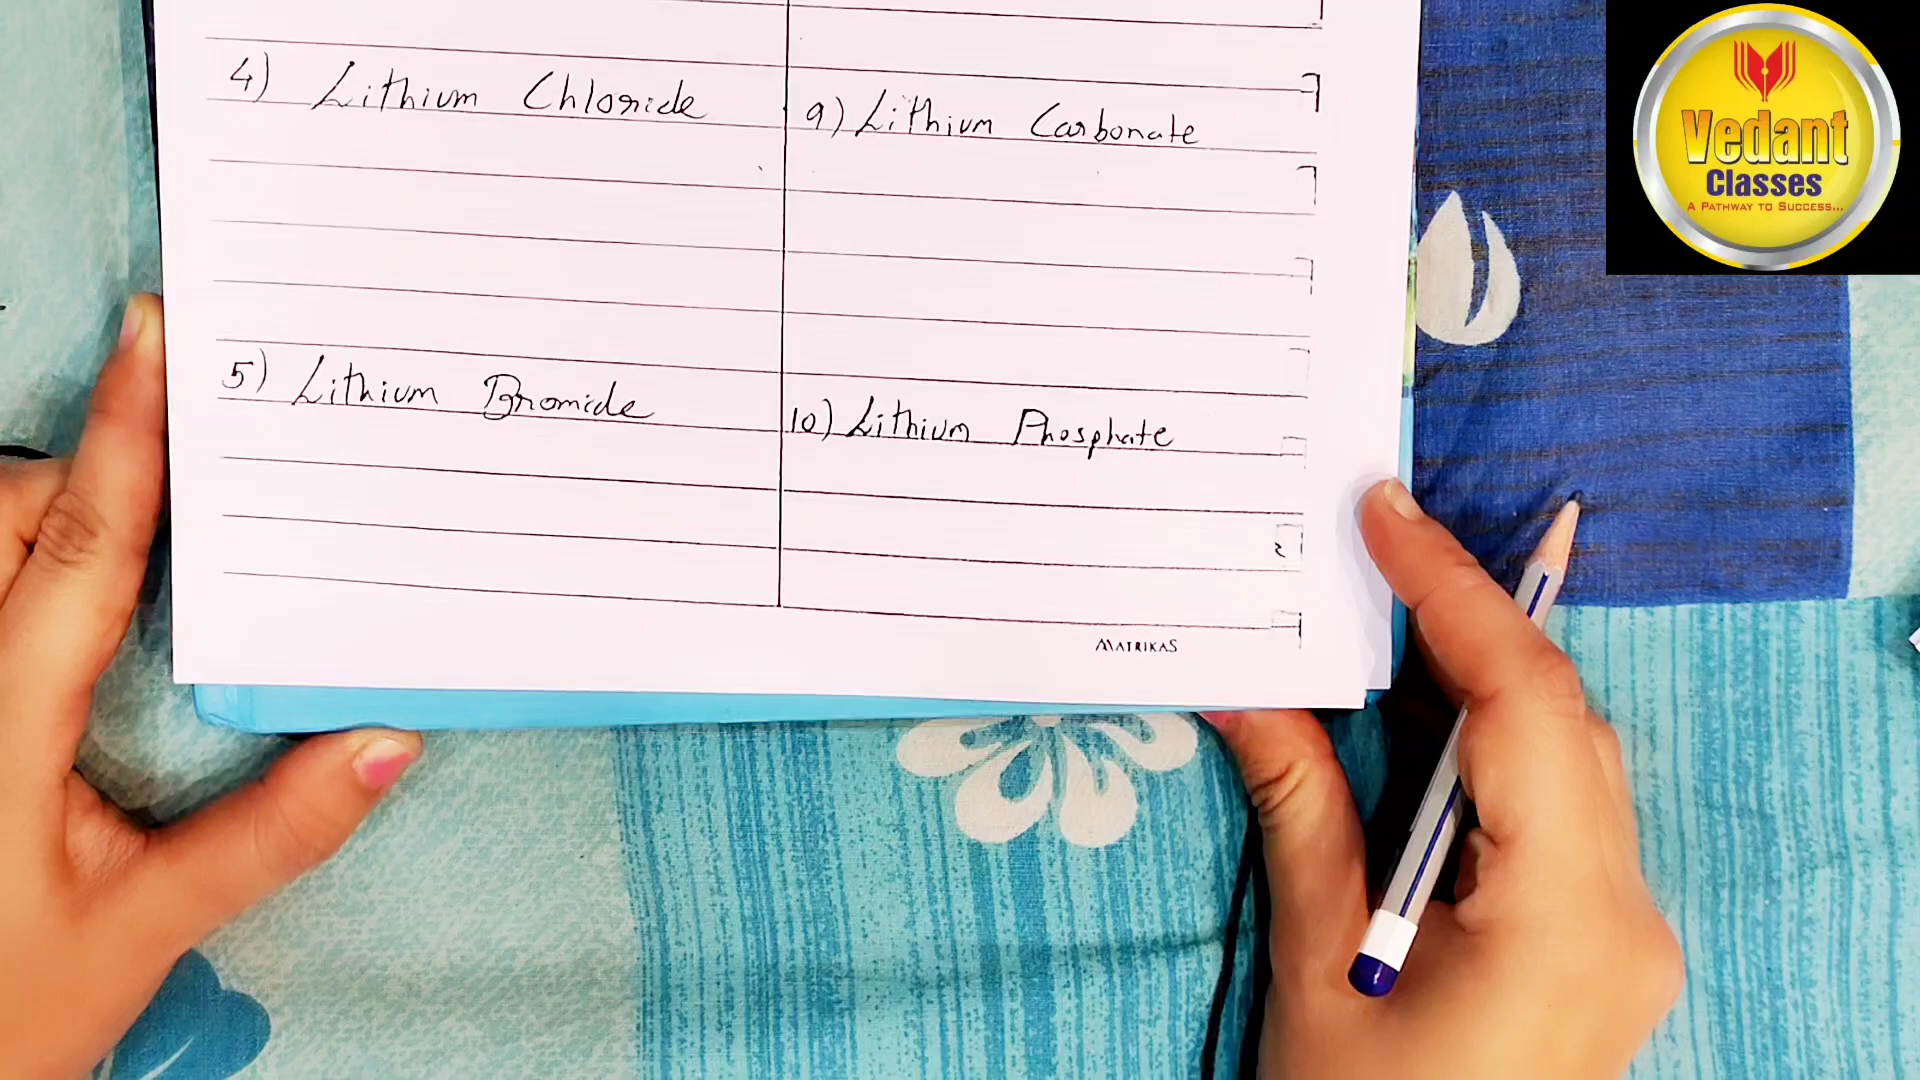 4) Lithium Chloride
9) Lithium Carbonate
5) Lithium Bromide
10) Lithium Phosphate
MATRIKAS
Vedant
Classes
A PATHWAY TO SUCCESS...